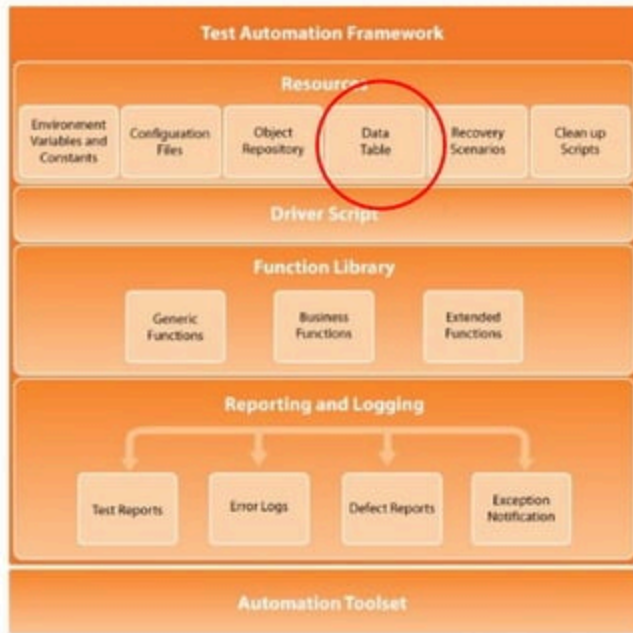 Test Automation Framework
Resources
Environment
Variables and
Constants
Configuration
Files
Object
Repository
Data
Table
Recovery
Scenarios
Clean up
Scripts
Driver Script
Function Library
Generic
Functions
Business
Functions
Extended
Functions
Reporting and Logging
Test Reports
Error Logs
Defect Reports
Exception
Notification
Automation Toolset